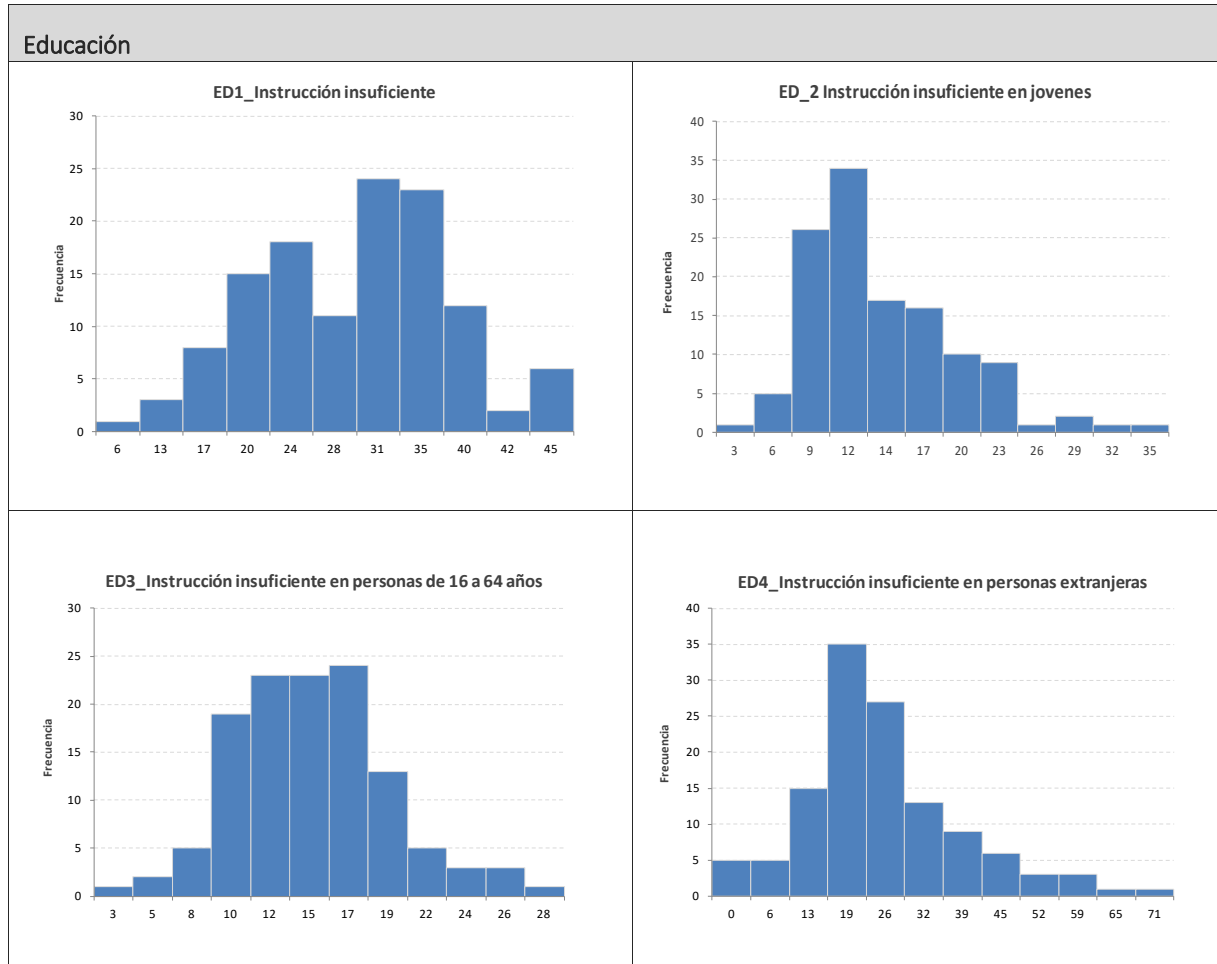 Educación
ED1_Instrucción insuficiente
30
25
20
15
10
5
0
Frecuencia
6 13 17 20 24 28 31 35 40 42 45
ED_2 Instrucción insuficiente en jovenes
40
35
30
25
20
15
10
5
0
Frecuencia
3 6 9 12 14 17 20 23 26 29 32 35
ED3_Instrucción insuficiente en personas de 16 a 64 años
30
25
20
15
10
5
0
Frecuencia
3 5 8 10 12 15 17 19 22 24 26 28
ED4_Instrucción insuficiente en personas extranjeras
40
35
30
25
20
15
10
5
0
Frecuencia
0 6 13 19 26 32 39 45 52 59 65 71